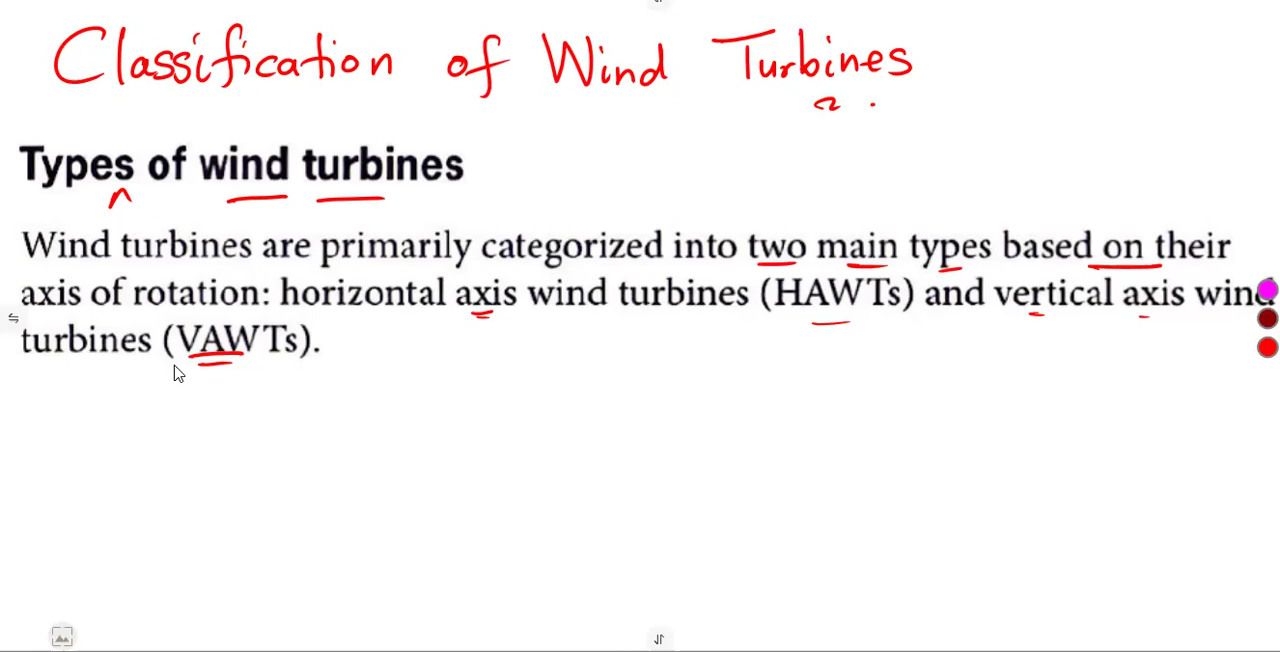 Classification of Wind Turbines
Types of wind turbines
Wind turbines are primarily categorized into two main types based on their
axis of rotation: horizontal axis wind turbines (HAWTs) and vertical axis wind
turbines (VAWTs).